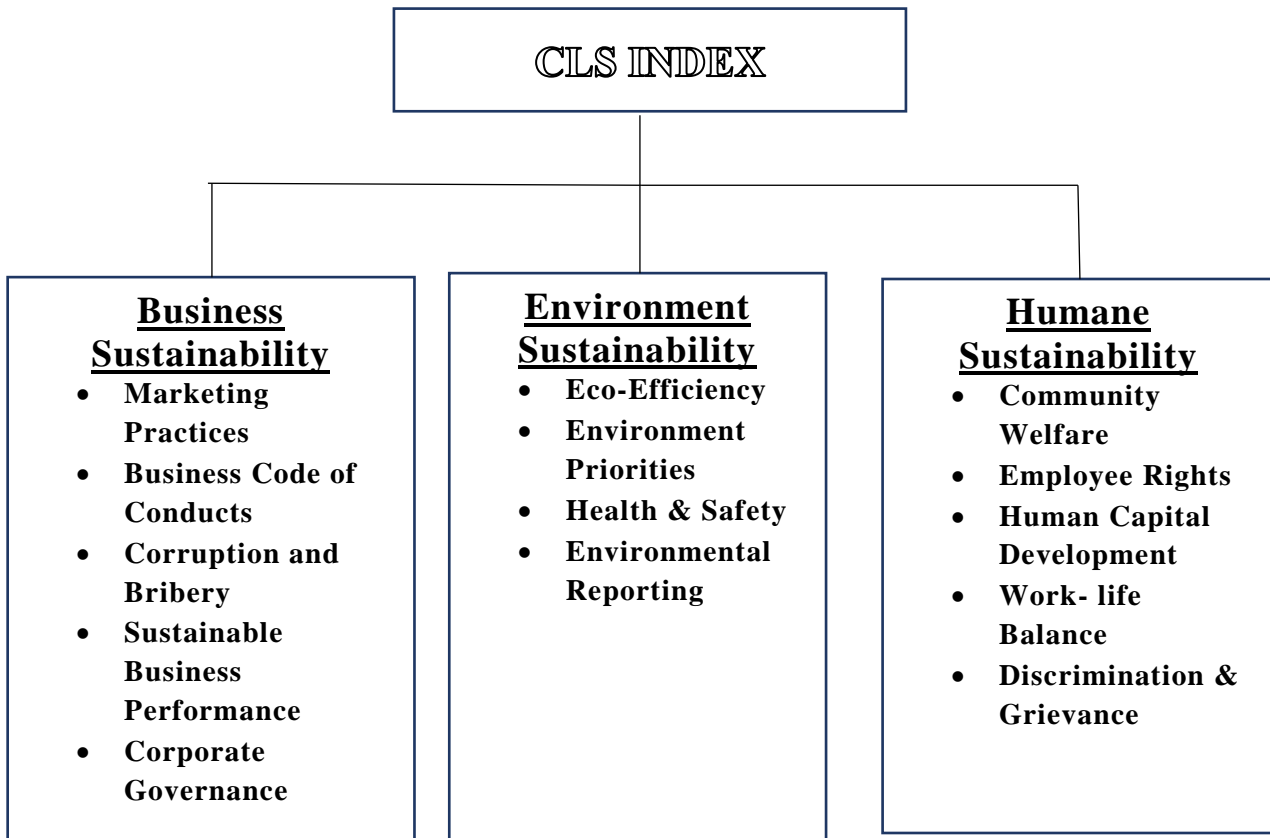 CLS INDEX
Business
Sustainability
• Marketing
Practices
• Business Code of
Conducts
• Corruption and
Bribery
• Sustainable
Business
Performance
• Corporate
Governance
Environment
Sustainability
• Eco-Efficiency
• Environment
Priorities
• Health & Safety
• Environmental
Reporting
Humane
Sustainability
• Community
Welfare
• Employee Rights
• Human Capital
Development
• Work- life
Balance
• Discrimination &
Grievance